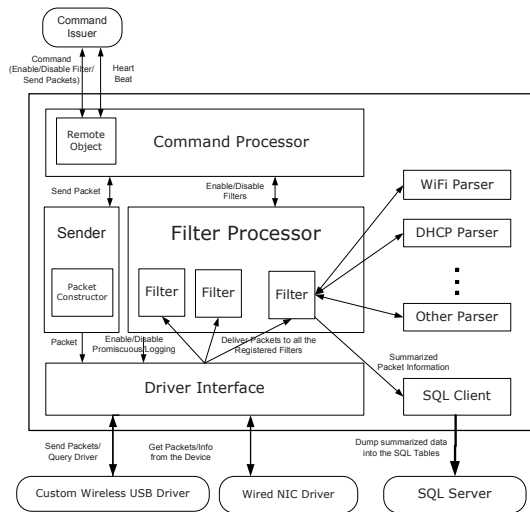 Command
Issuer
Command
(Enable/Disable Filter/
Send Packets)
Heart
Beat
Remote
Object
Command Processor
Send Packet
Enable/Disable
Filters
WiFi Parser
Sender
Filter Processor
DHCP Parser
Packet
Constructor
Filter
Filter
Filter
Other Parser
Packet
Enable/Disable
Promiscuous/Logging
Deliver Packets to all the
Registered Filters
Summarized
Packet Information
Driver Interface
SQL Client
Send Packets/
Query Driver
Get Packets/Info
from the Device
Dump summarized data
into the SQL Tables
Custom Wireless USB Driver
Wired NIC Driver
SQL Server